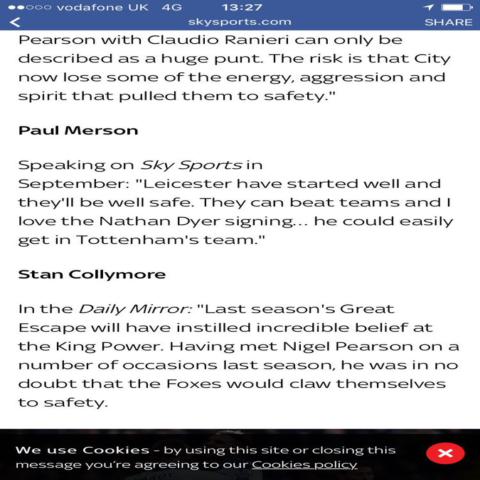 vodafone UK 4G 13:27
skysports.com SHARE
Pearson with Claudio Ranieri can only be
described as a huge punt. The risk is that City
now lose some of the energy, aggression and
spirit that pulled them to safety."
Paul Merson
Speaking on Sky Sports in
September: "Leicester have started well and
they'll be well safe. They can beat teams and I
love the Nathan Dyer signing... he could easily
get in Tottenham's team."
Stan Collymore
In the Daily Mirror: "Last season's Great
Escape will have instilled incredible belief at
the King Power. Having met Nigel Pearson on a
number of occasions last season, he was in no
doubt that the Foxes would claw themselves
to safety.
We use Cookies - by using this site or closing this
message you're agreeing to our Cookies policy